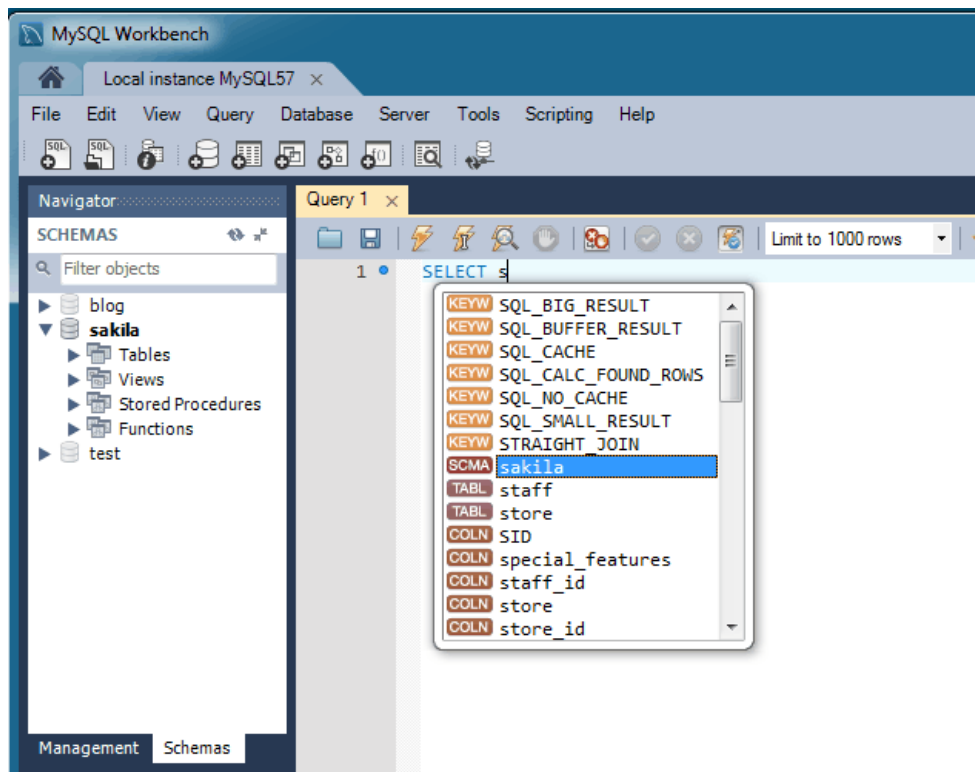 MySQL Workbench
Local instance MySQL57 ×
File Edit View Query Database Server Tools Scripting Help
SQL SQL
Navigator Query 1 ×
SCHEMAS Limit to 1000 rows
Filter objects 1 SELECT s
blog
sakila
Tables
Views
Stored Procedures
Functions
test
KEYW SQL_BIG_RESULT
KEYW SQL_BUFFER_RESULT
KEYW SQL_CACHE
KEYW SQL_CALC_FOUND_ROWS
KEYW SQL_NO_CACHE
KEYW SQL_SMALL_RESULT
KEYW STRAIGHT_JOIN
SCMA sakila
TABL staff
TABL store
COLN SID
COLN special_features
COLN staff_id
COLN store
COLN store_id
Management Schemas